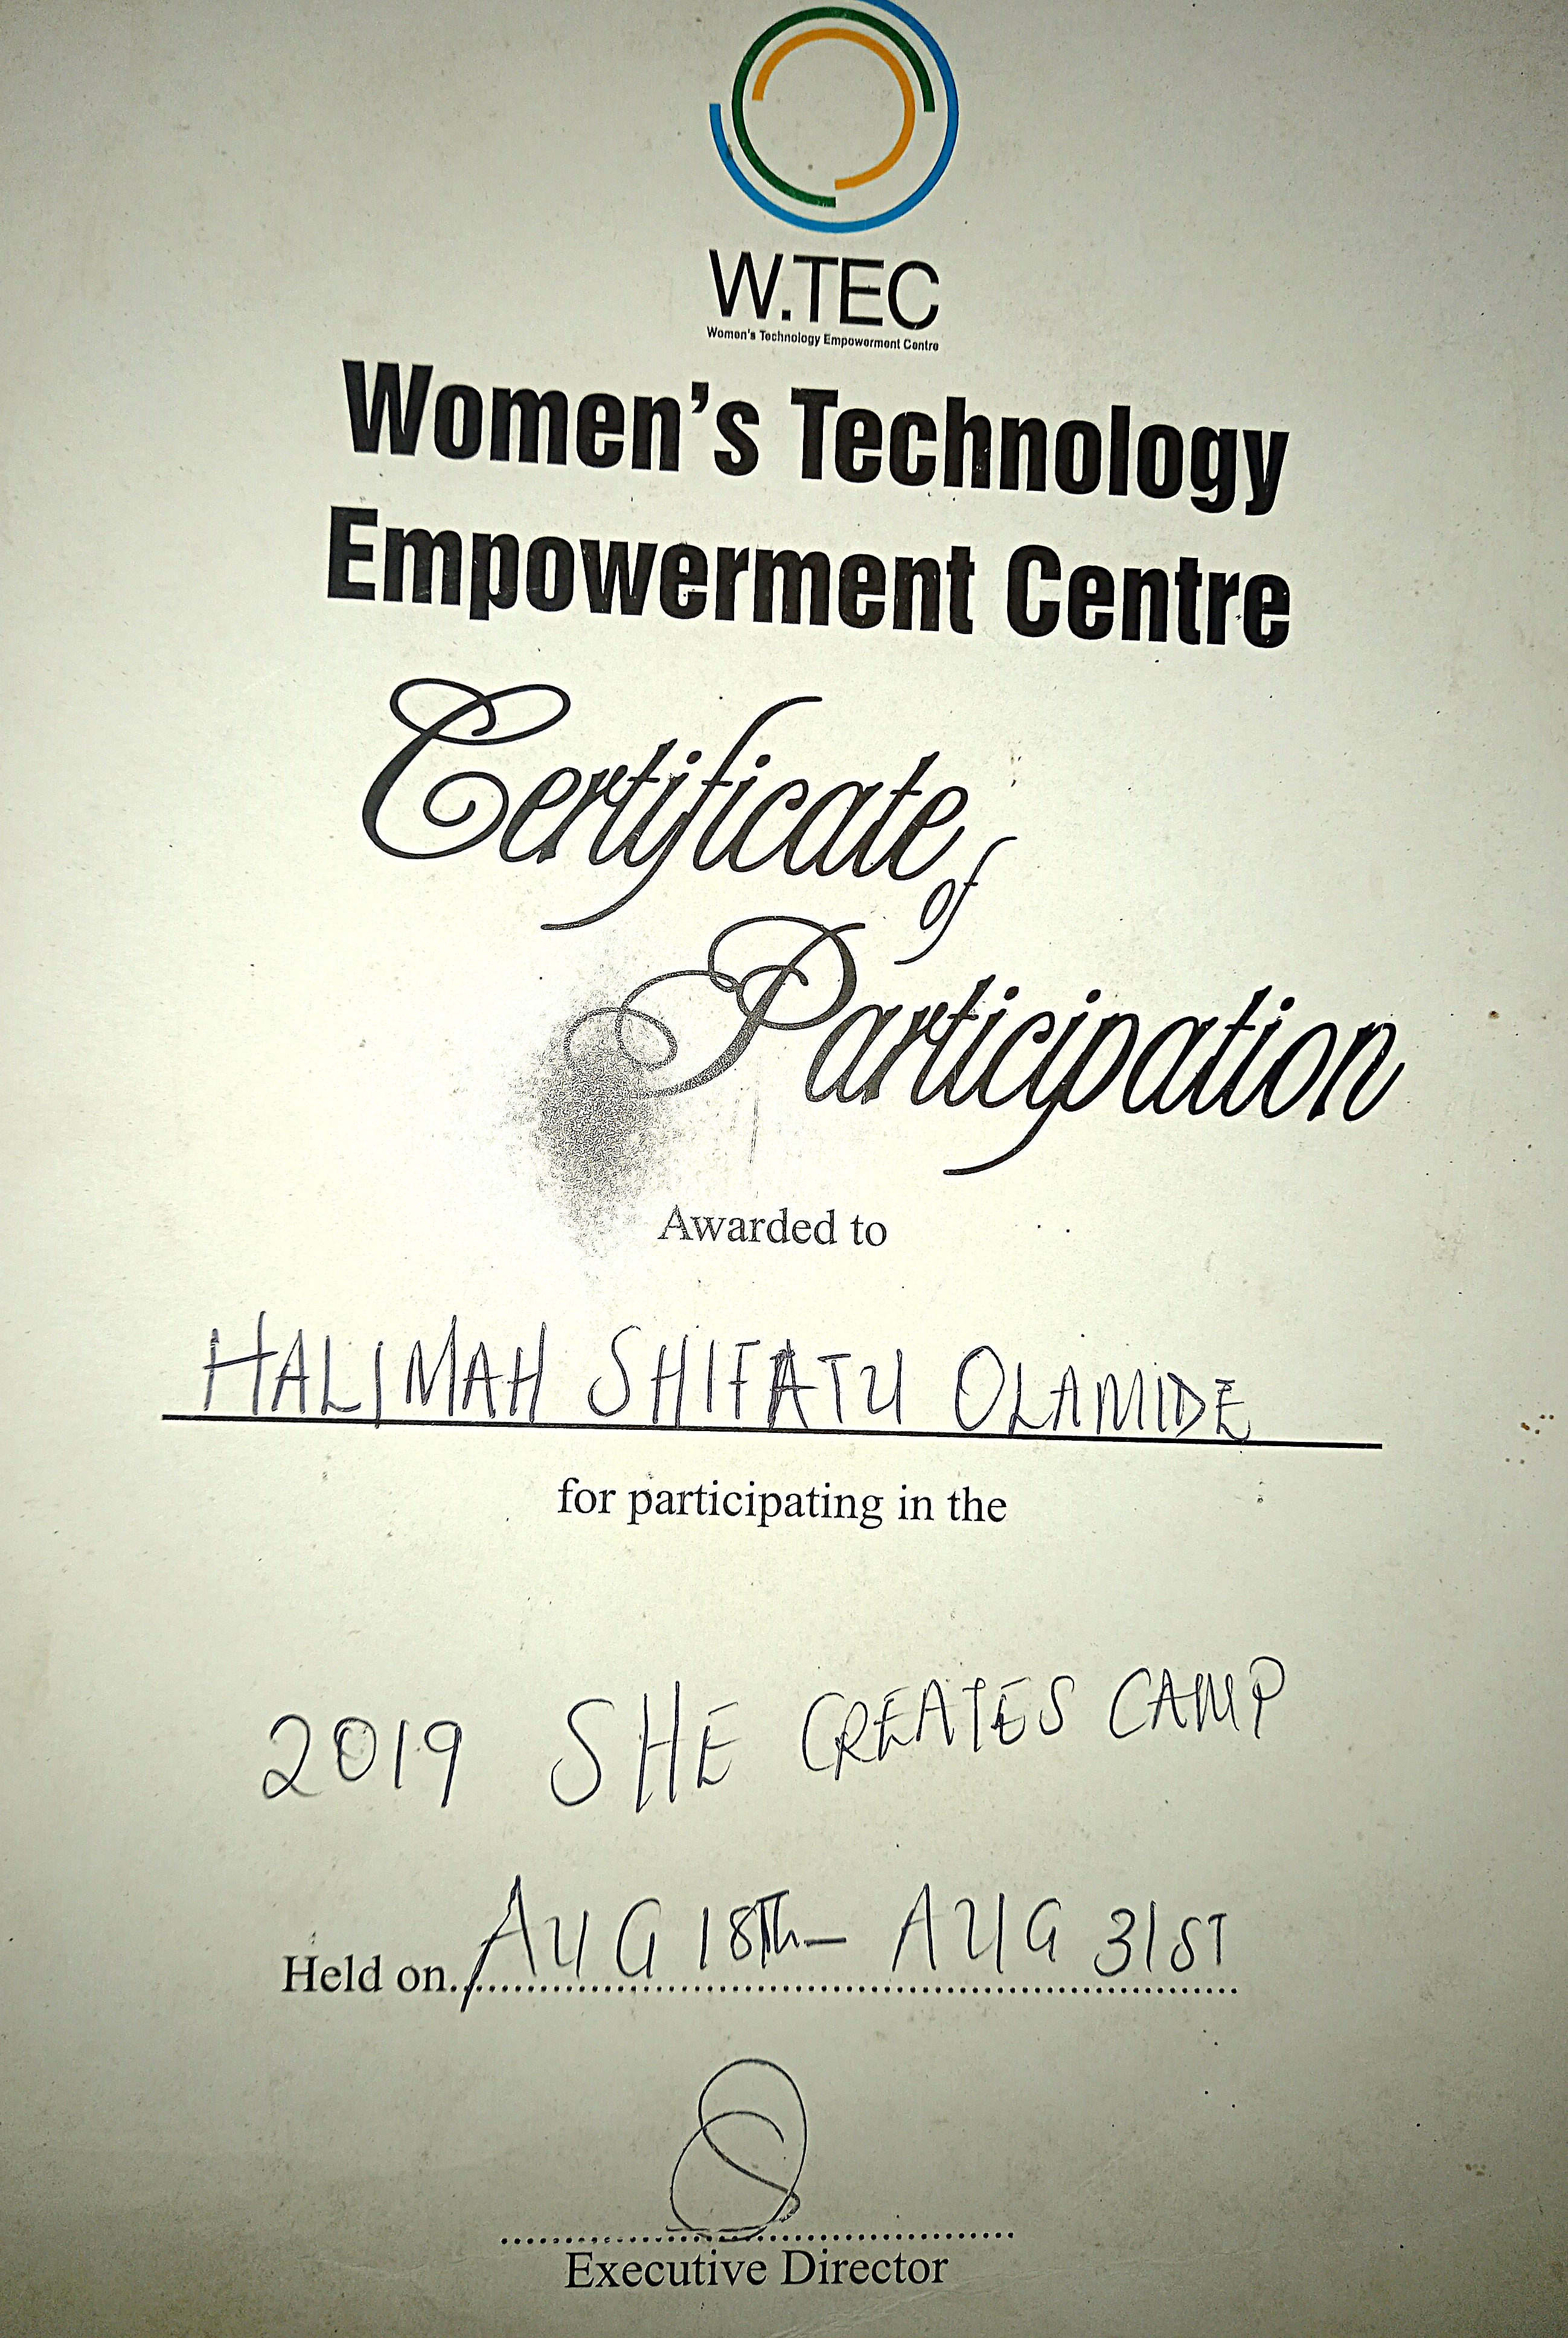 W.TEC
Women's Technology Empowerment Centre
Women's Technology
Empowerment Centre
Certificate
of
Participation
Awarded to
HALIMAH SHIFATU OLAMIDE
for participating in the
2019 SHE CREATES CAMP
Held on AUG 18Th - AUG 31ST
Executive Director